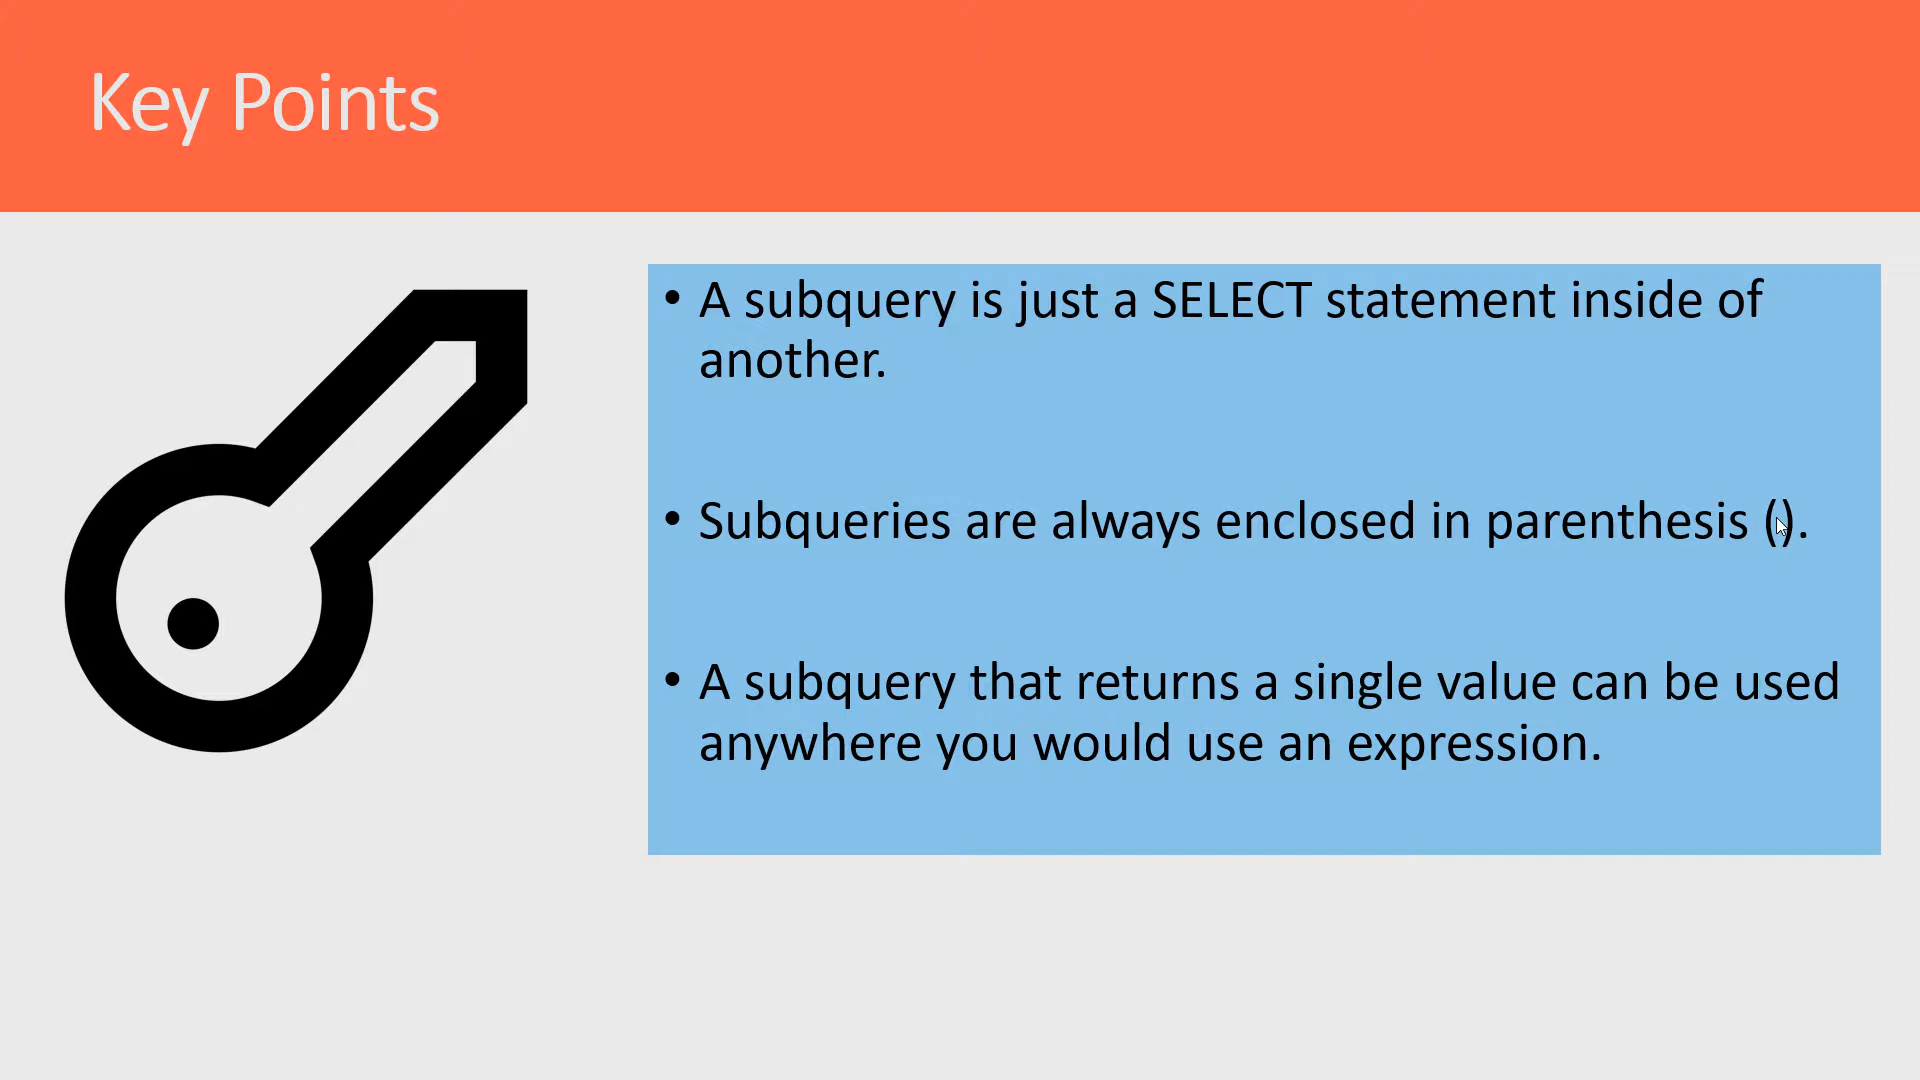 Key Points
• A subquery is just a SELECT statement inside of
another.
• Subqueries are always enclosed in parenthesis ().
• A subquery that returns a single value can be used
anywhere you would use an expression.